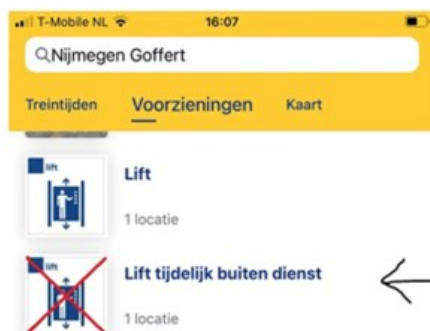 T-Mobile NL 16:07
Nijmegen Goffert
Treintijden Voorzieningen Kaart
lift
Lift
1 locatie
lift
Lift tijdelijk buiten dienst
1 locatie